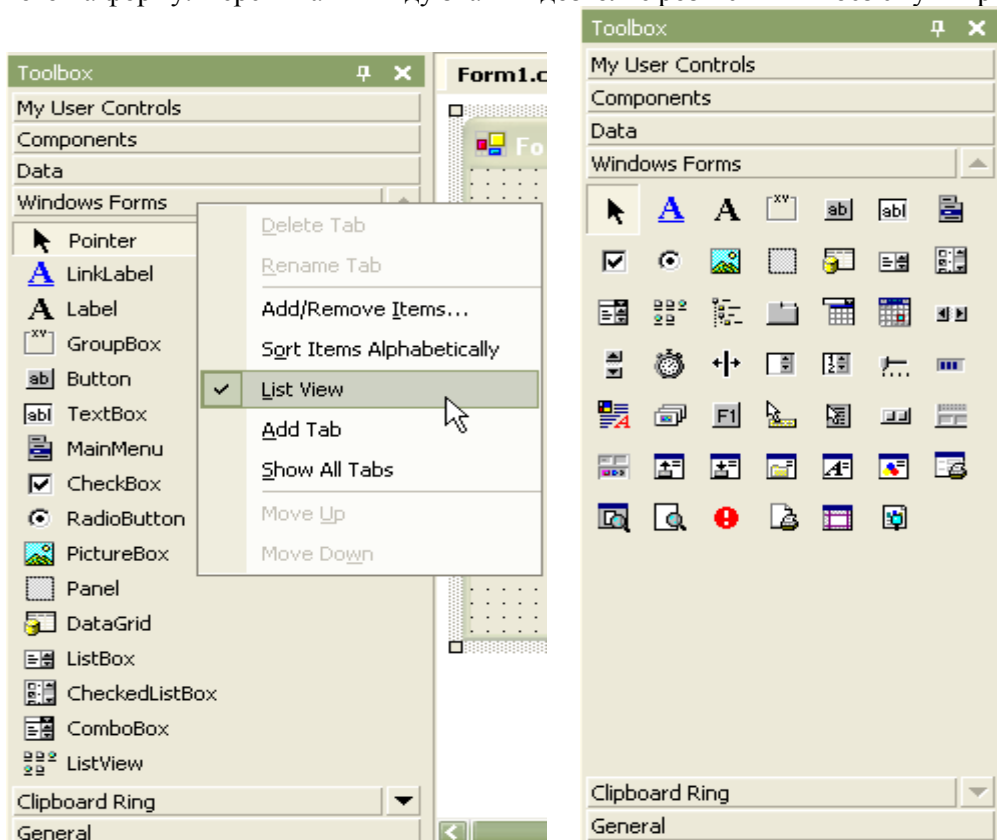 Toolbox
My User Controls
Components
Data
Windows Forms
Pointer
LinkLabel
Label
GroupBox
Button
TextBox
MainMenu
CheckBox
RadioButton
PictureBox
Panel
DataGrid
ListBox
CheckedListBox
ComboBox
ListView
Clipboard Ring
General
Delete Tab
Rename Tab
Add/Remove Items...
Sort Items Alphabetically
List View
Add Tab
Show All Tabs
Move Up
Move Down
Form1.c
Fo
Toolbox
My User Controls
Components
Data
Windows Forms
Clipboard Ring
General